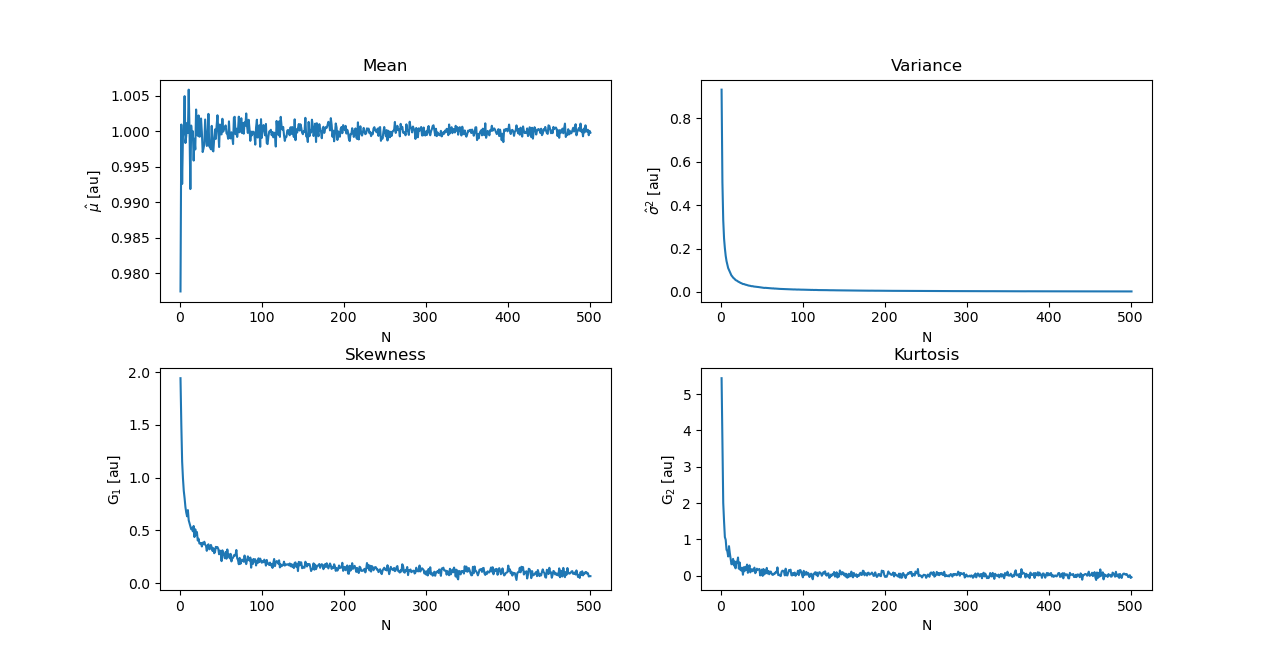 Mean
1.005
1.000
0.995
0.990
0.985
0.980
μ̂ [au]
0 100 200 300 400 500
N
Variance
0.8
0.6
0.4
0.2
0.0
σ̂² [au]
0 100 200 300 400 500
N
Skewness
2.0
1.5
1.0
0.5
0.0
G₁ [au]
0 100 200 300 400 500
N
Kurtosis
5
4
3
2
1
0
G₂ [au]
0 100 200 300 400 500
N